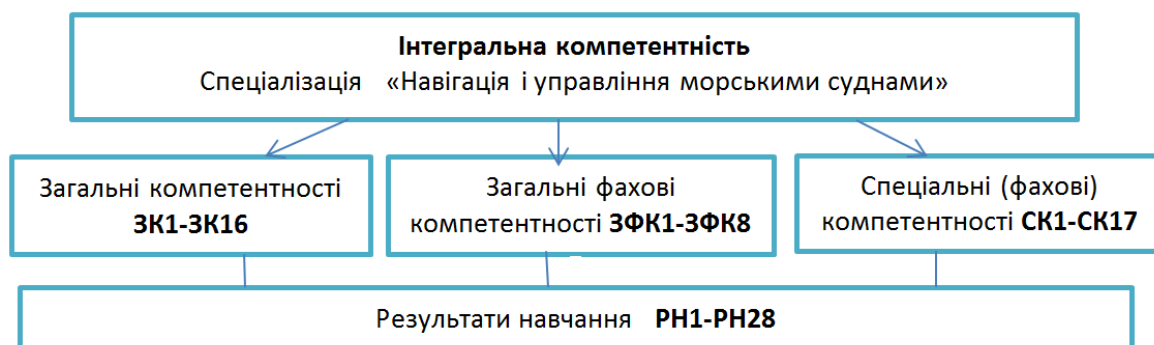 Інтегральна компетентність
Спеціалізація «Навігація і управління морськими суднами»
Загальні компетентності
ЗК1-ЗК16
Загальні фахові
компетентності ЗФК1-ЗФК8
Спеціальні (фахові)
компетентності СК1-СК17
Результати навчання РН1-РН28